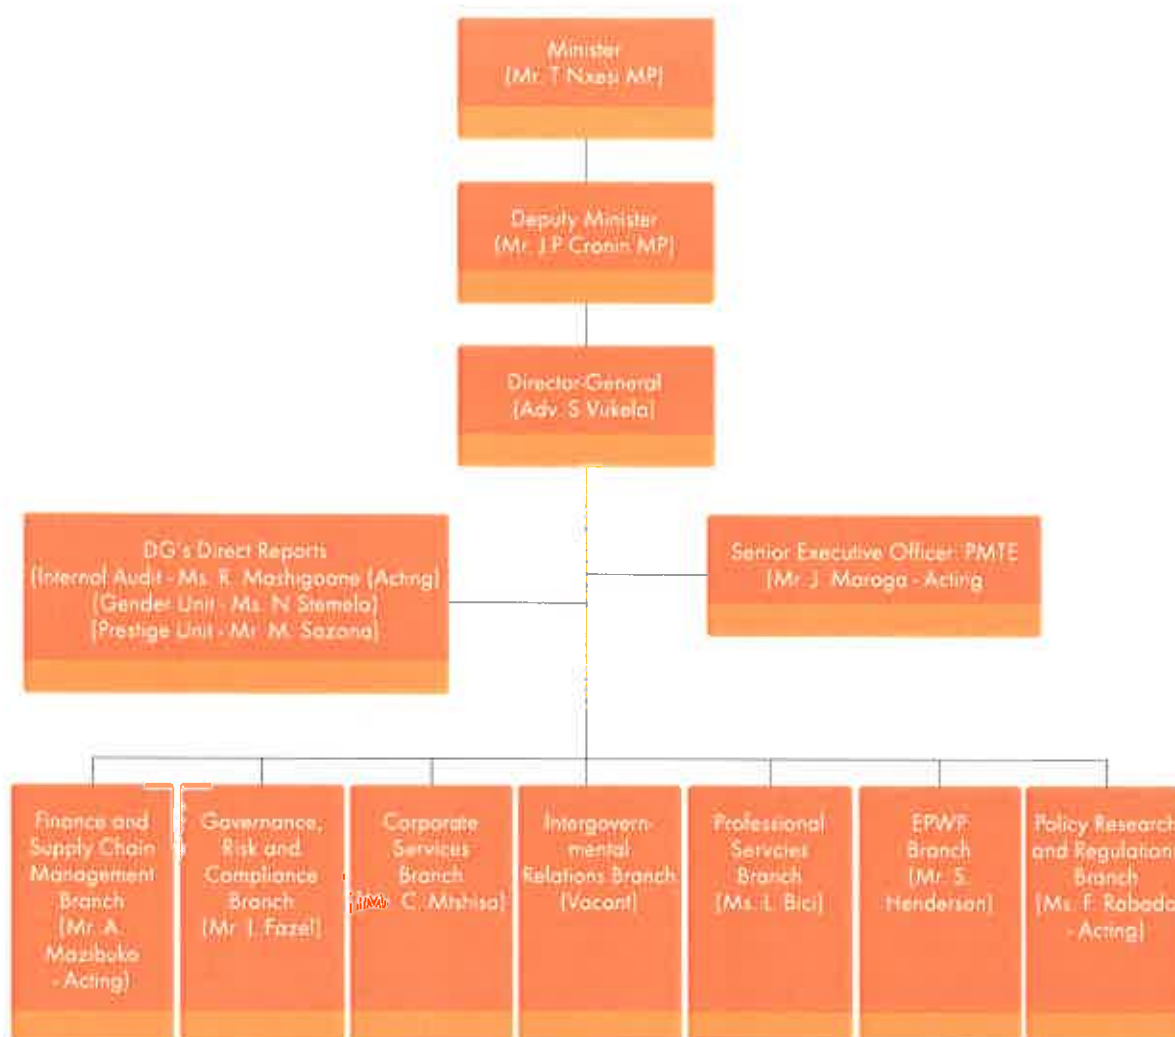 Minister
(Mr. T Nxesi MP)
Deputy Minister
(Mr. J.P Cronin MP)
Director-General
(Adv. S Vukela)
DG's Direct Reports
(Internal Audit - Ms. R. Mashigoane (Acting)
(Gender Unit - Ms. N Stemela)
(Prestige Unit - Mr. M. Sazona)
Senior Executive Officer: PMTE
(Mr. J. Maroga - Acting
Finance and
Supply Chain
Management
Branch
(Mr. A.
Mazibuko
- Acting)
Governance,
Risk and
Compliance
Branch
(Mr. I. Fazel)
Corporate
Services
Branch
C. Mtshisa)
Intergovern-
mental
Relations Branch
(Vacant)
Professional
Servcies
Branch
(Ms. L. Bici)
EPWP
Branch
(Mr. S.
Henderson)
Policy Research
and Regulation
Branch
(Ms. F. Rabada
- Acting)